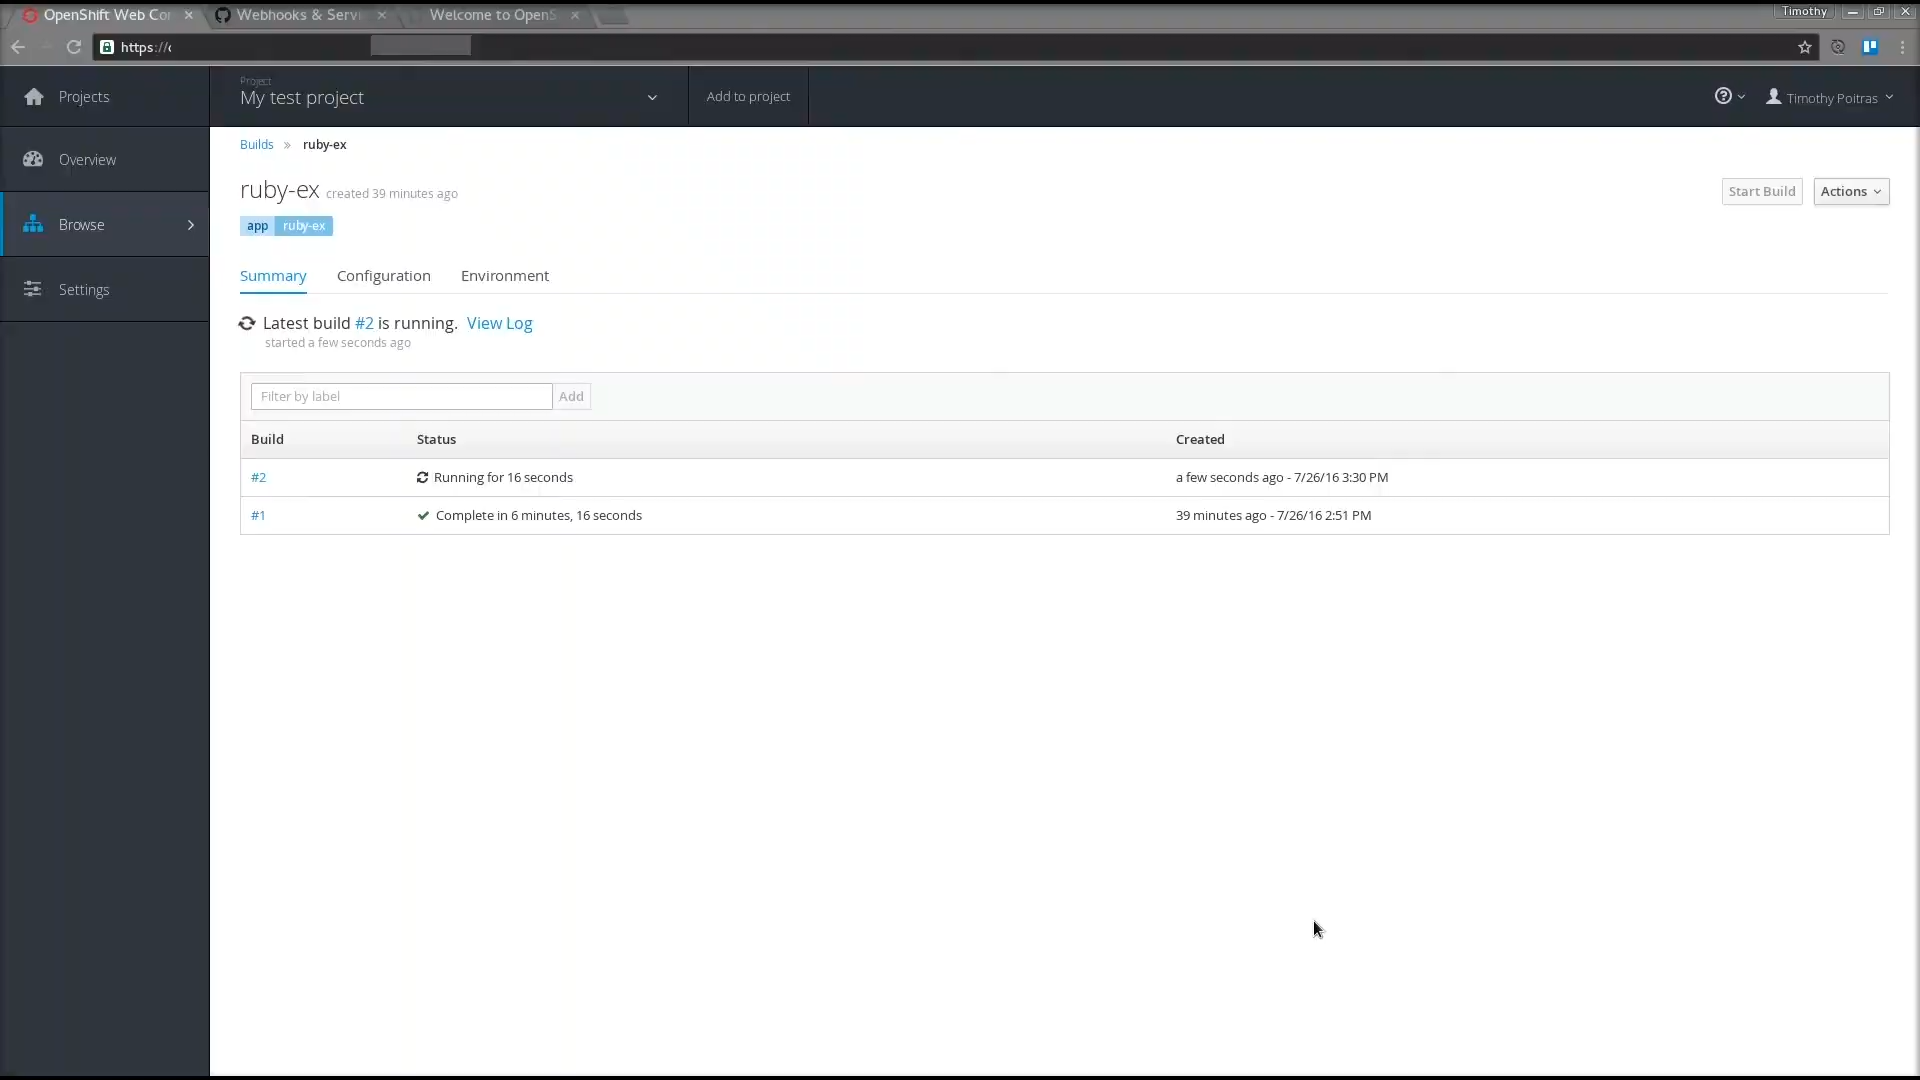 OpenShift Web Co
Webhooks & Servi
Welcome to OpenS
Timothy
https://
Projects
Project
My test project
Add to project
Timothy Poitras
Overview
Browse
Settings
Builds » ruby-ex
ruby-ex created 39 minutes ago
Start Build
Actions
app ruby-ex
Summary Configuration Environment
Latest build #2 is running. View Log
started a few seconds ago
Filter by label Add
Build Status Created
#2 Running for 16 seconds a few seconds ago - 7/26/16 3:30 PM
#1 Complete in 6 minutes, 16 seconds 39 minutes ago - 7/26/16 2:51 PM